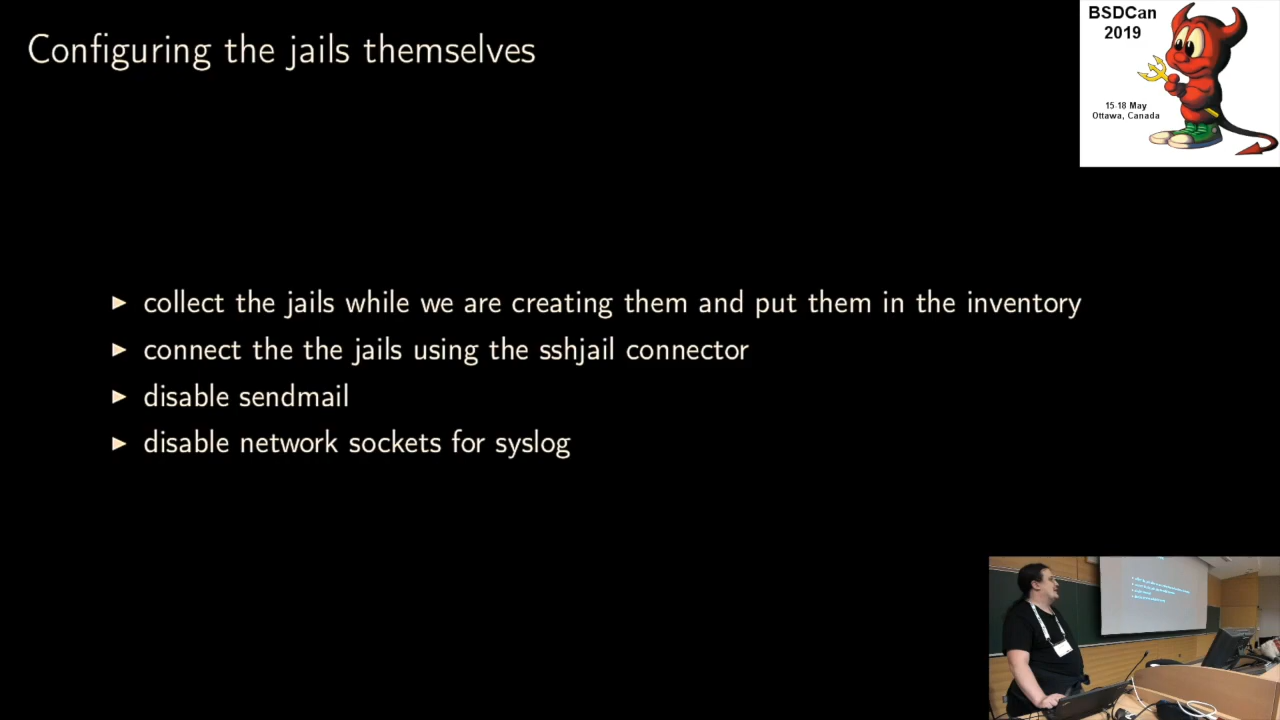 Configuring the jails themselves
BSDCan
2019
15-18 May
Ottawa, Canada
▶ collect the jails while we are creating them and put them in the inventory
▶ connect the the jails using the sshjail connector
▶ disable sendmail
▶ disable network sockets for syslog